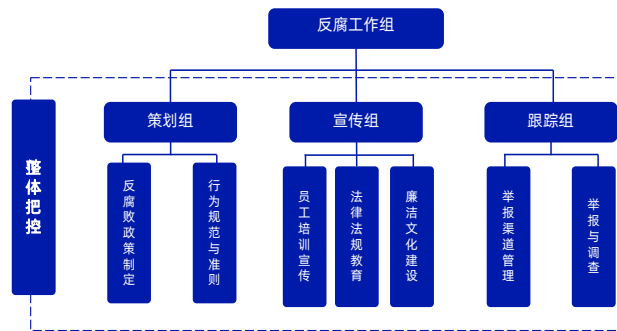 反腐工作组
策划组
宣传组
跟踪组
整体把控
反腐败政策制定
行为规范与准则
员工培训宣传
法律法规教育
廉洁文化建设
举报渠道管理
举报与调查